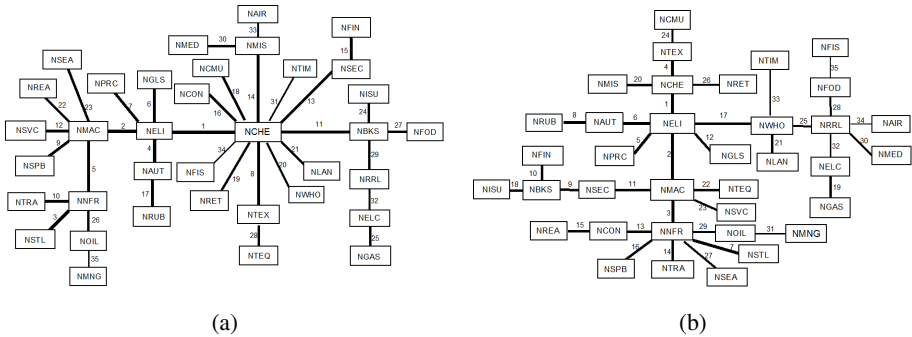 NAIR
33
NFIN
NMED
30
NMIS
15
NSEA
NCMU
NTIM
NSEC
NPRC
NGLS
NREA
22
23
7
6
NCON
18
14
31
13
NISU
16
24
NSVC
12
NMAC
2
NELI
1
NCHE
11
NBKS
27
NFOD
9
4
34
21
NSPB
5
NAUT
NFIS
19
8
20
NLAN
29
NRET
NWHO
NRRL
NTRA
10
NNFR
17
32
3
26
NRUB
NTEX
NELC
NSTL
NOIL
28
25
35
NTEQ
NGAS
NMNG
(a)
NCMU
24
NTEX
NFIS
4
NTIM
35
NMIS
20
NCHE
26
NRET
NFOD
1
33
28
NRUB
8
NAUT
6
NELI
17
NWHO
25
NRRL
34
NAIR
5
12
21
32
30
NPRC
NGLS
NLAN
NMED
NFIN
2
NELC
10
19
NISU
18
NBKS
9
NSEC
11
NMAC
22
NTEQ
NGAS
23
NSVC
3
NREA
15
NCON
13
NNFR
29
NOIL
31
NMNG
16
14
27
7
NSTL
NSPB
NTRA
NSEA
(b)